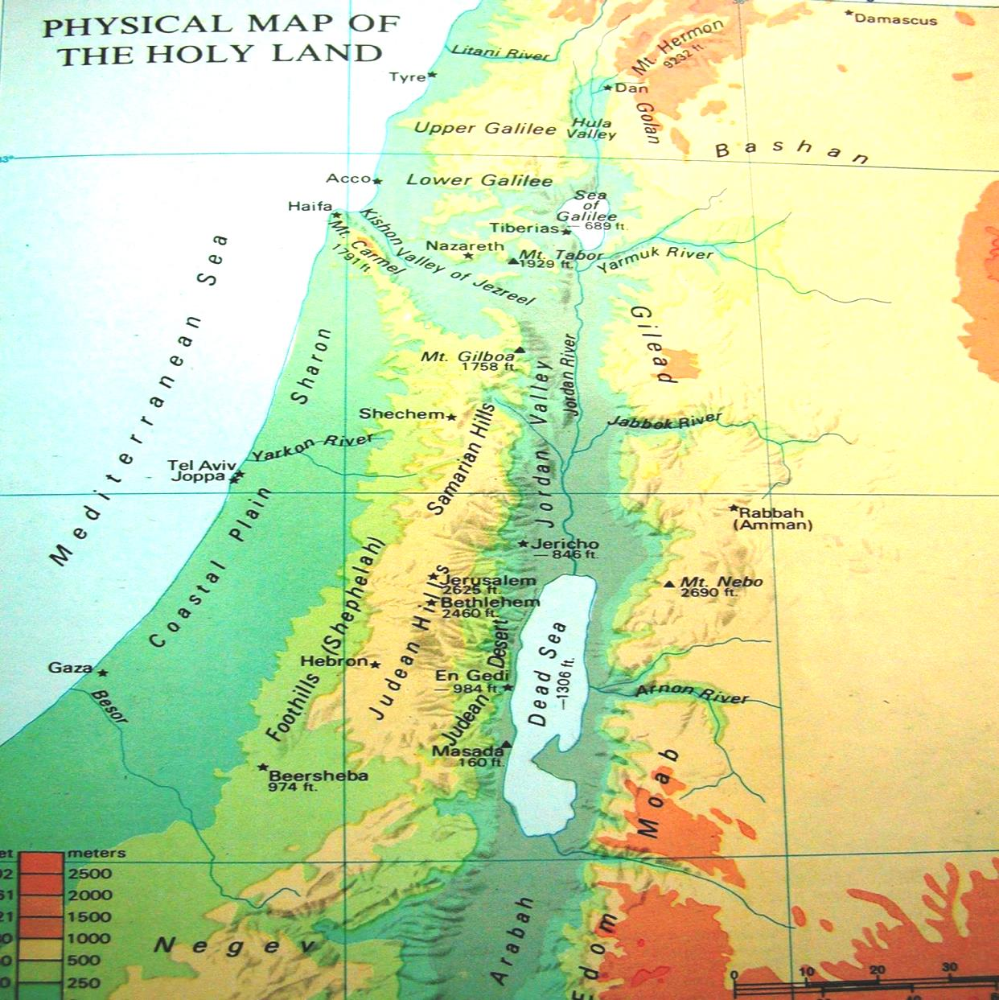 PHYSICAL MAP OF
THE HOLY LAND
Damascus
Litani River
Mt. Hermon
9232 ft.
Tyre
Dan
Golan
Upper Galilee
Hula
Valley
Bashan
33°
Acco
Lower Galilee
Haifa
Sea
of
Galilee
— 689 ft.
Tiberias
Kishon
Mt. Carmel
1791 ft.
Nazareth
Mt. Tabor
1929 ft.
Yarmuk River
Valley of Jezreel
Mediterranean Sea
Gilead
Sharon
Mt. Gilboa
1758 ft.
Jordan Valley
Jordan River
Shechem
Samarian Hills
Jabbok River
Yarkon River
Tel Aviv
Joppa
Coastal Plain
Rabbah
(Amman)
Jericho
— 846 ft.
Foothills (Shephelah)
Jerusalem
2625 ft.
Bethlehem
2460 ft.
Mt. Nebo
2690 ft.
Judean Hills
Judean Desert
Dead Sea
—1306 ft.
Gaza
Hebron
En Gedi
— 984 ft.
Besor
Arnon River
Masada
160 ft.
Moab
Beersheba
974 ft.
meters
2500
2000
1500
1000
500
250
Negev
Arabah
Edom
0 10 20 30